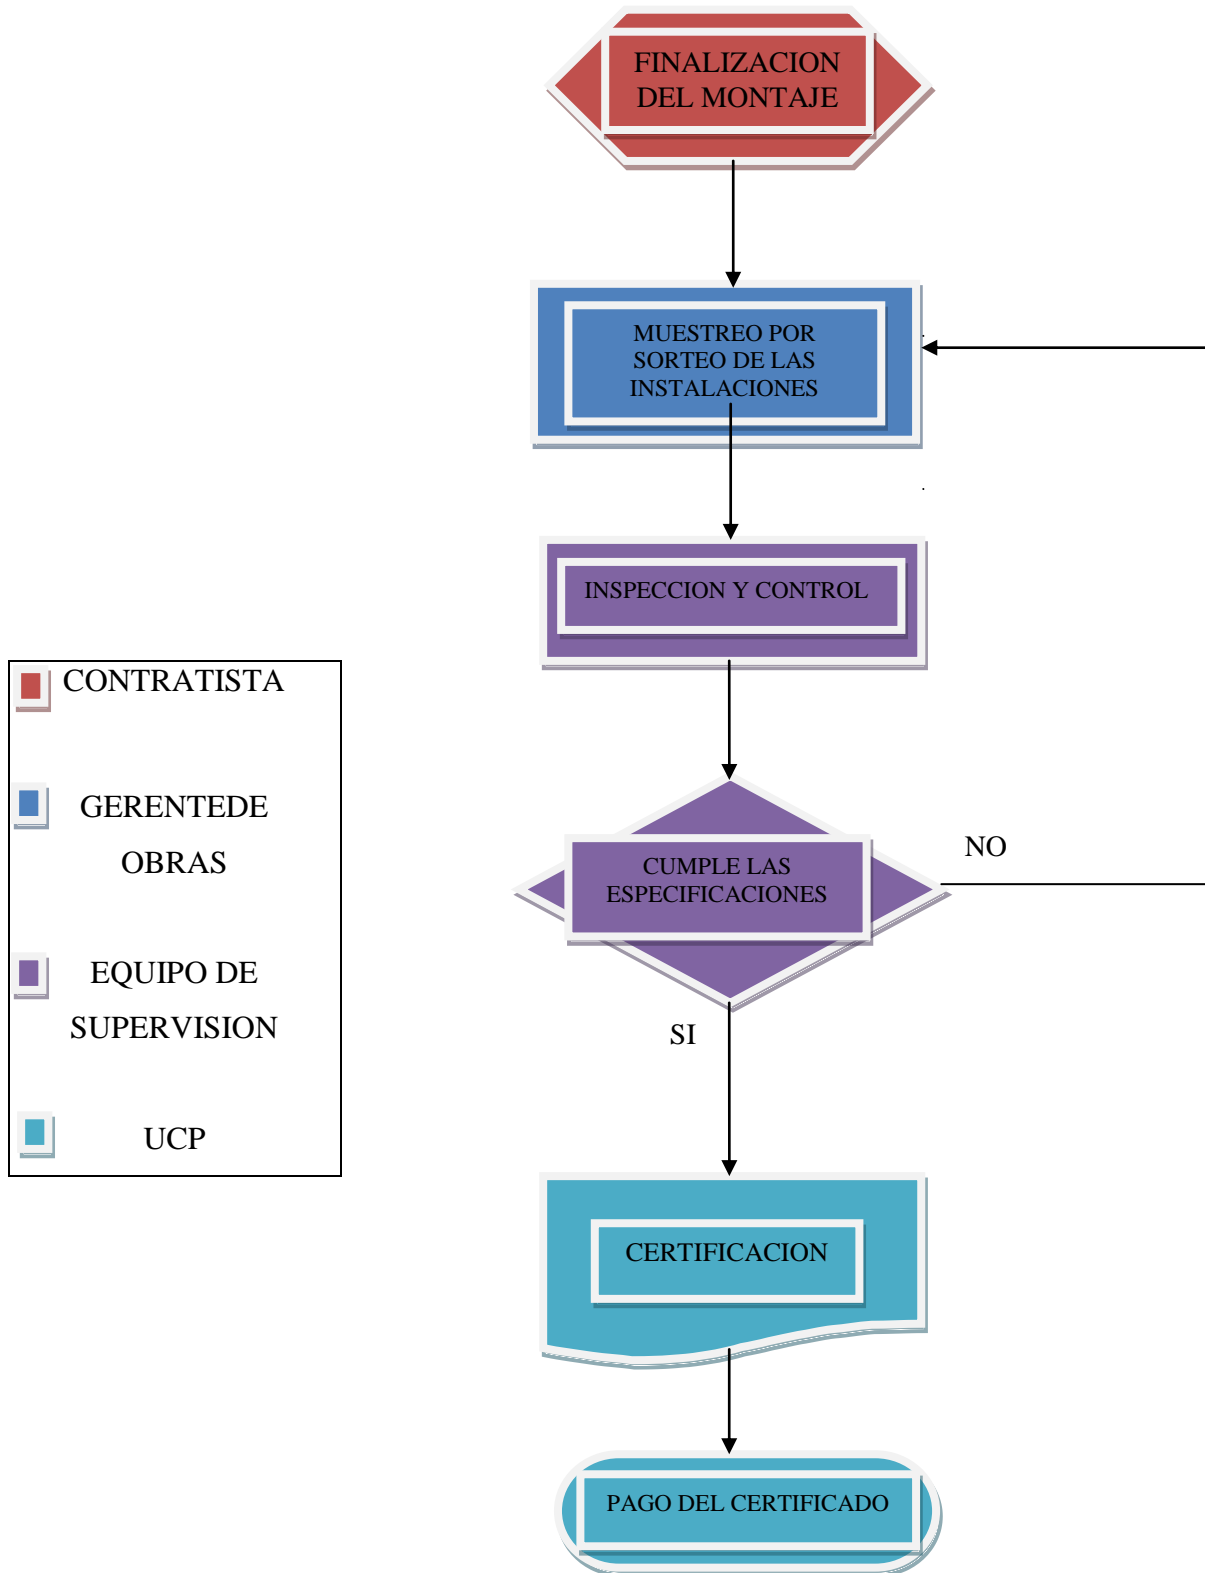 FINALIZACION
DEL MONTAJE
MUESTREO POR
SORTEO DE LAS
INSTALACIONES
INSPECCION Y CONTROL
CONTRATISTA
GERENTEDE
OBRAS
EQUIPO DE
SUPERVISION
UCP
CUMPLE LAS
ESPECIFICACIONES
NO
SI
CERTIFICACION
PAGO DEL CERTIFICADO